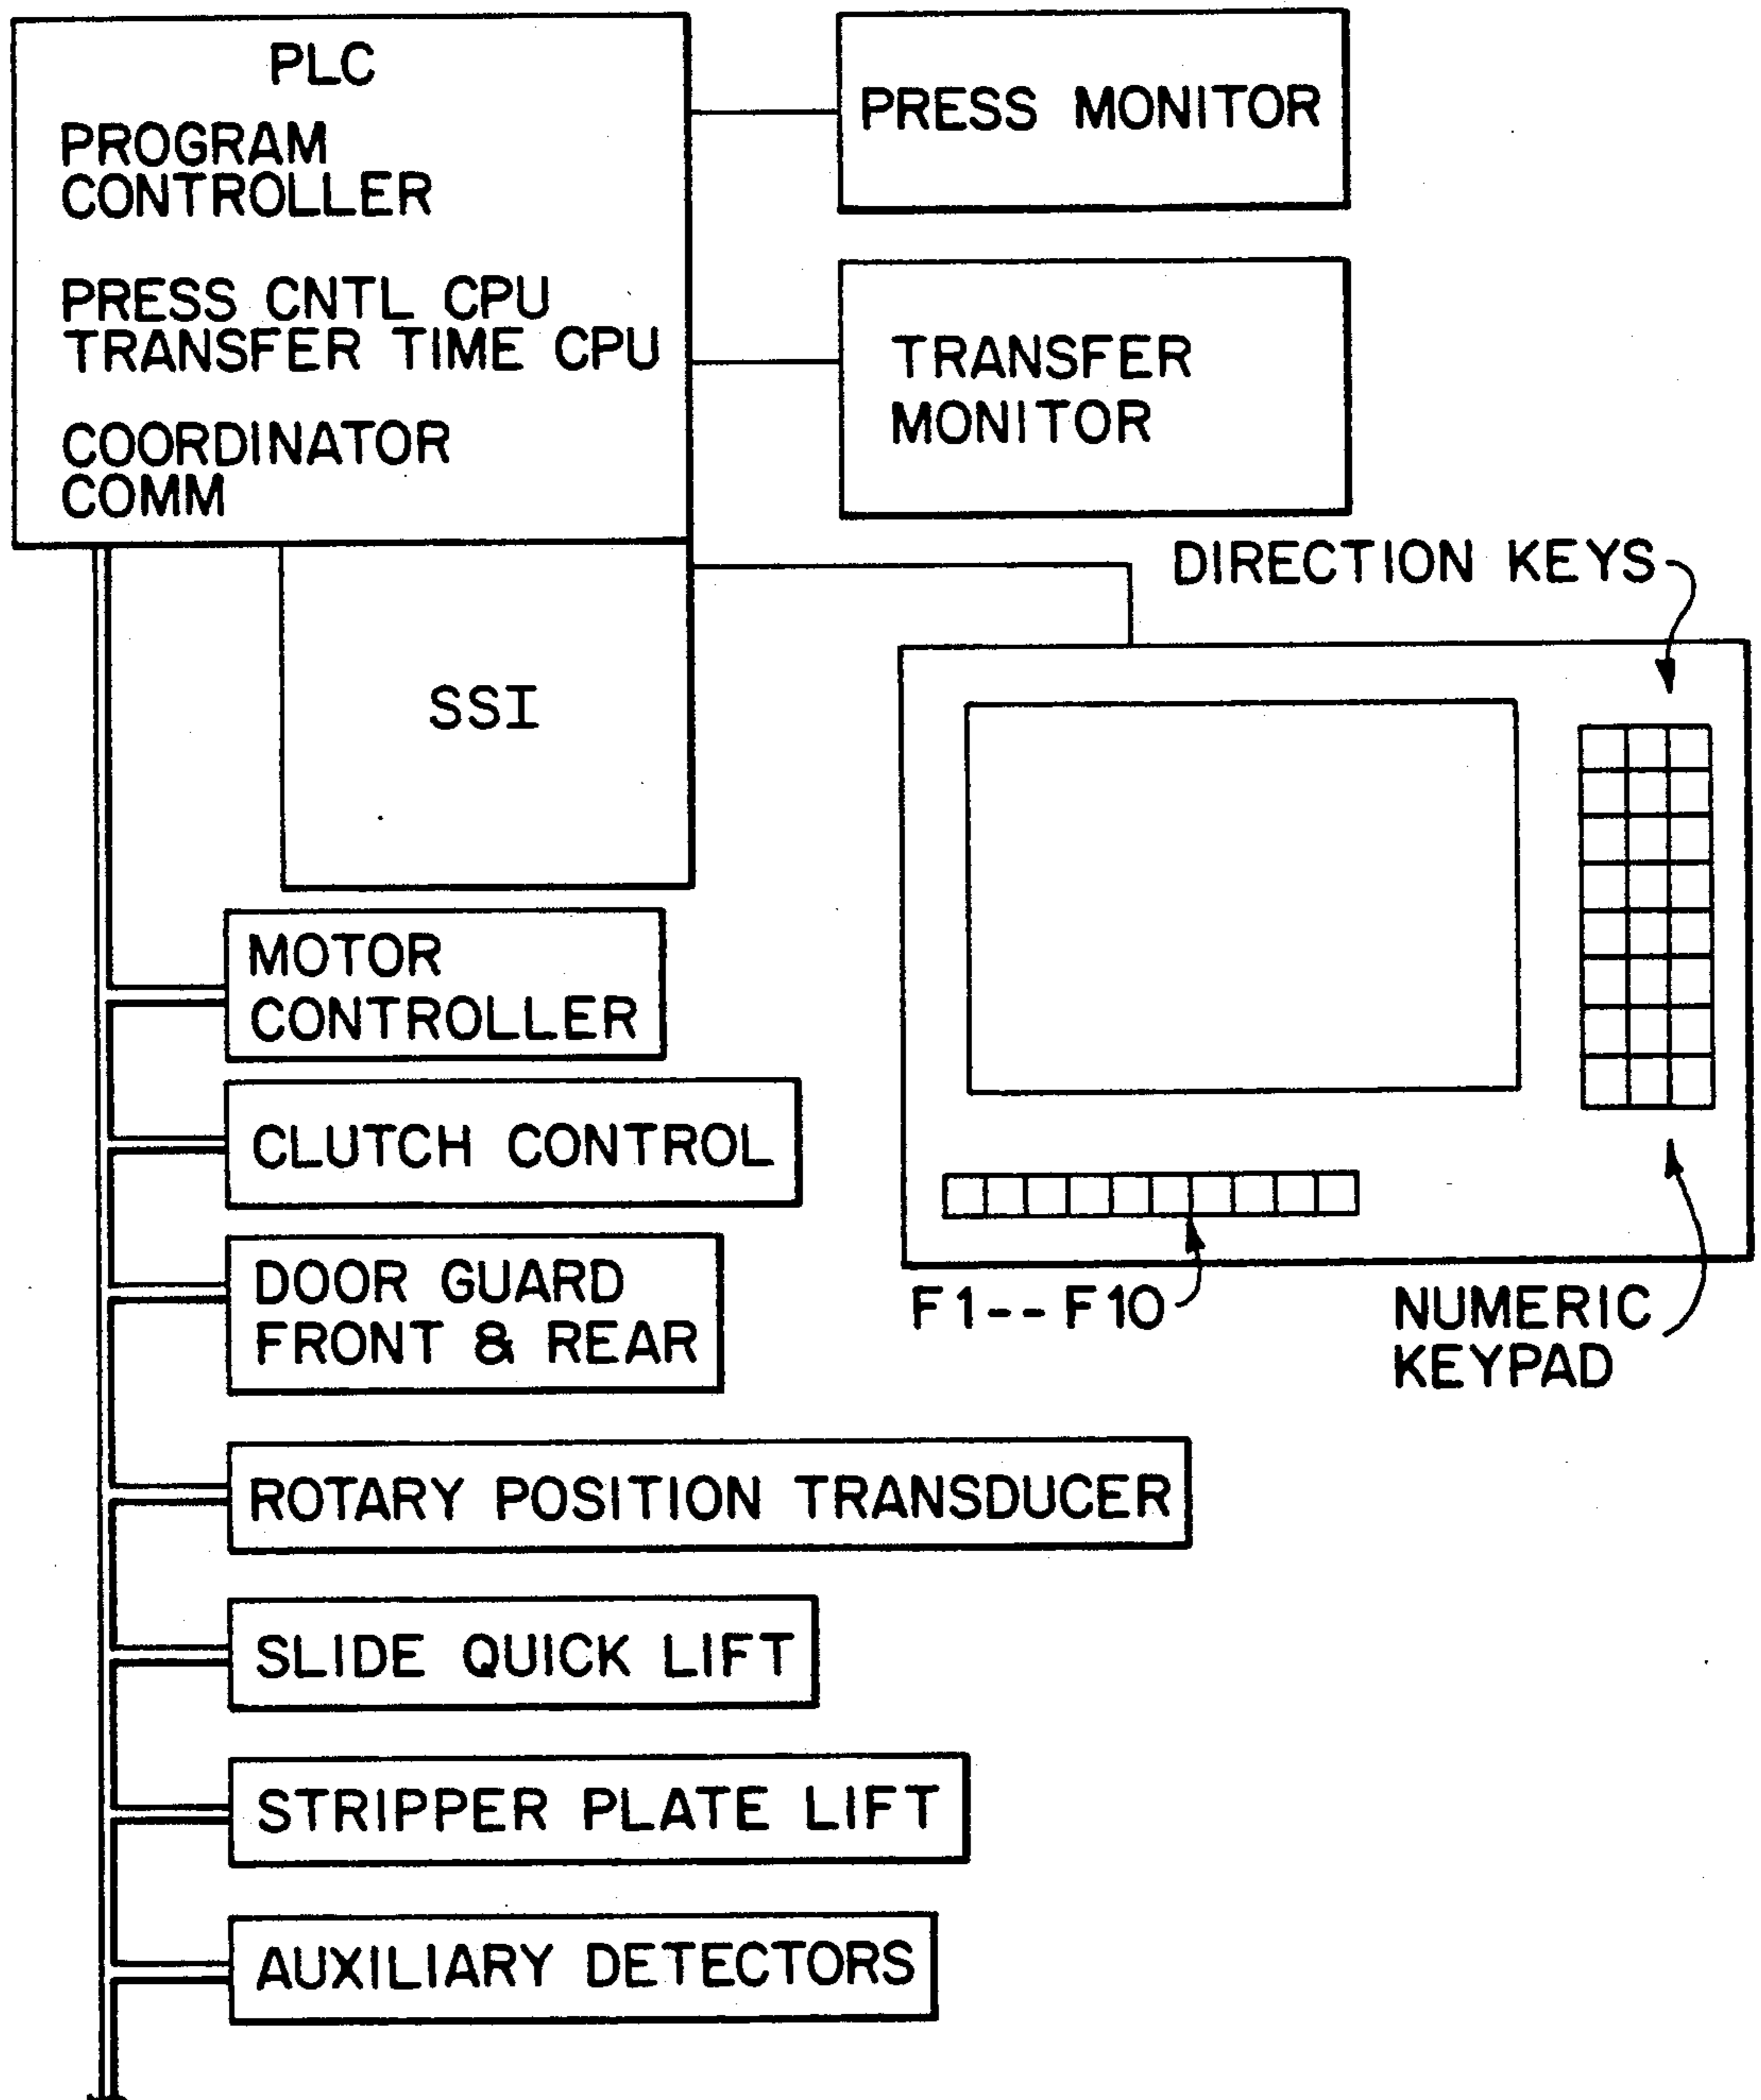 PLC
PROGRAM
CONTROLLER
PRESS CNTL CPU
TRANSFER TIME CPU
COORDINATOR
COMM
PRESS MONITOR
TRANSFER
MONITOR
SSI
DIRECTION KEYS
F1--F10
NUMERIC
KEYPAD
MOTOR
CONTROLLER
CLUTCH CONTROL
DOOR GUARD
FRONT & REAR
ROTARY POSITION TRANSDUCER
SLIDE QUICK LIFT
STRIPPER PLATE LIFT
AUXILIARY DETECTORS